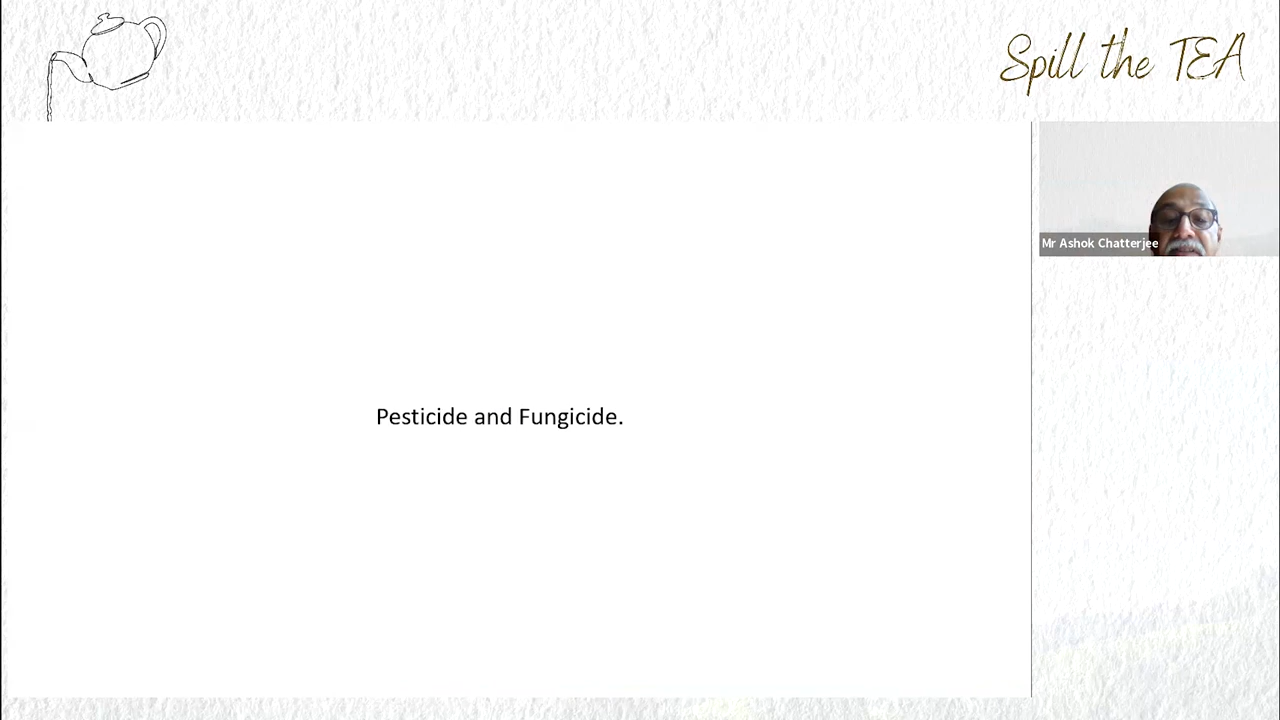 Spill the TEA
Mr Ashok Chatterjee
Pesticide and Fungicide.